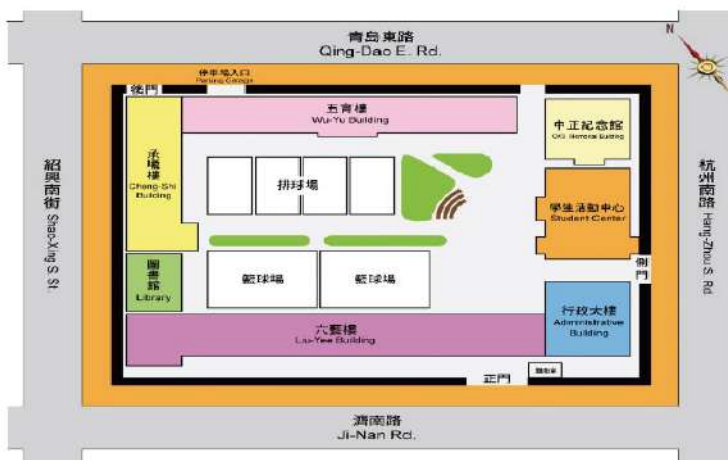 青島東路
Qing-Dao E. Rd.
N
停車場入口
Parking Garage
後門
五育樓
Wu-Yu Building
中正紀念館
CKS Memorial Building
承曦樓
Cheng-Shi
Building
排球場
學生活動中心
Student Center
紹興南街 Shao-Xing S. St.
杭州南路 Hang-Zhou S. Rd.
圖書館
Library
籃球場
籃球場
側門
行政大樓
Administrative
Building
六藝樓
Liu-Yee Building
正門
濟南路
Ji-Nan Rd.